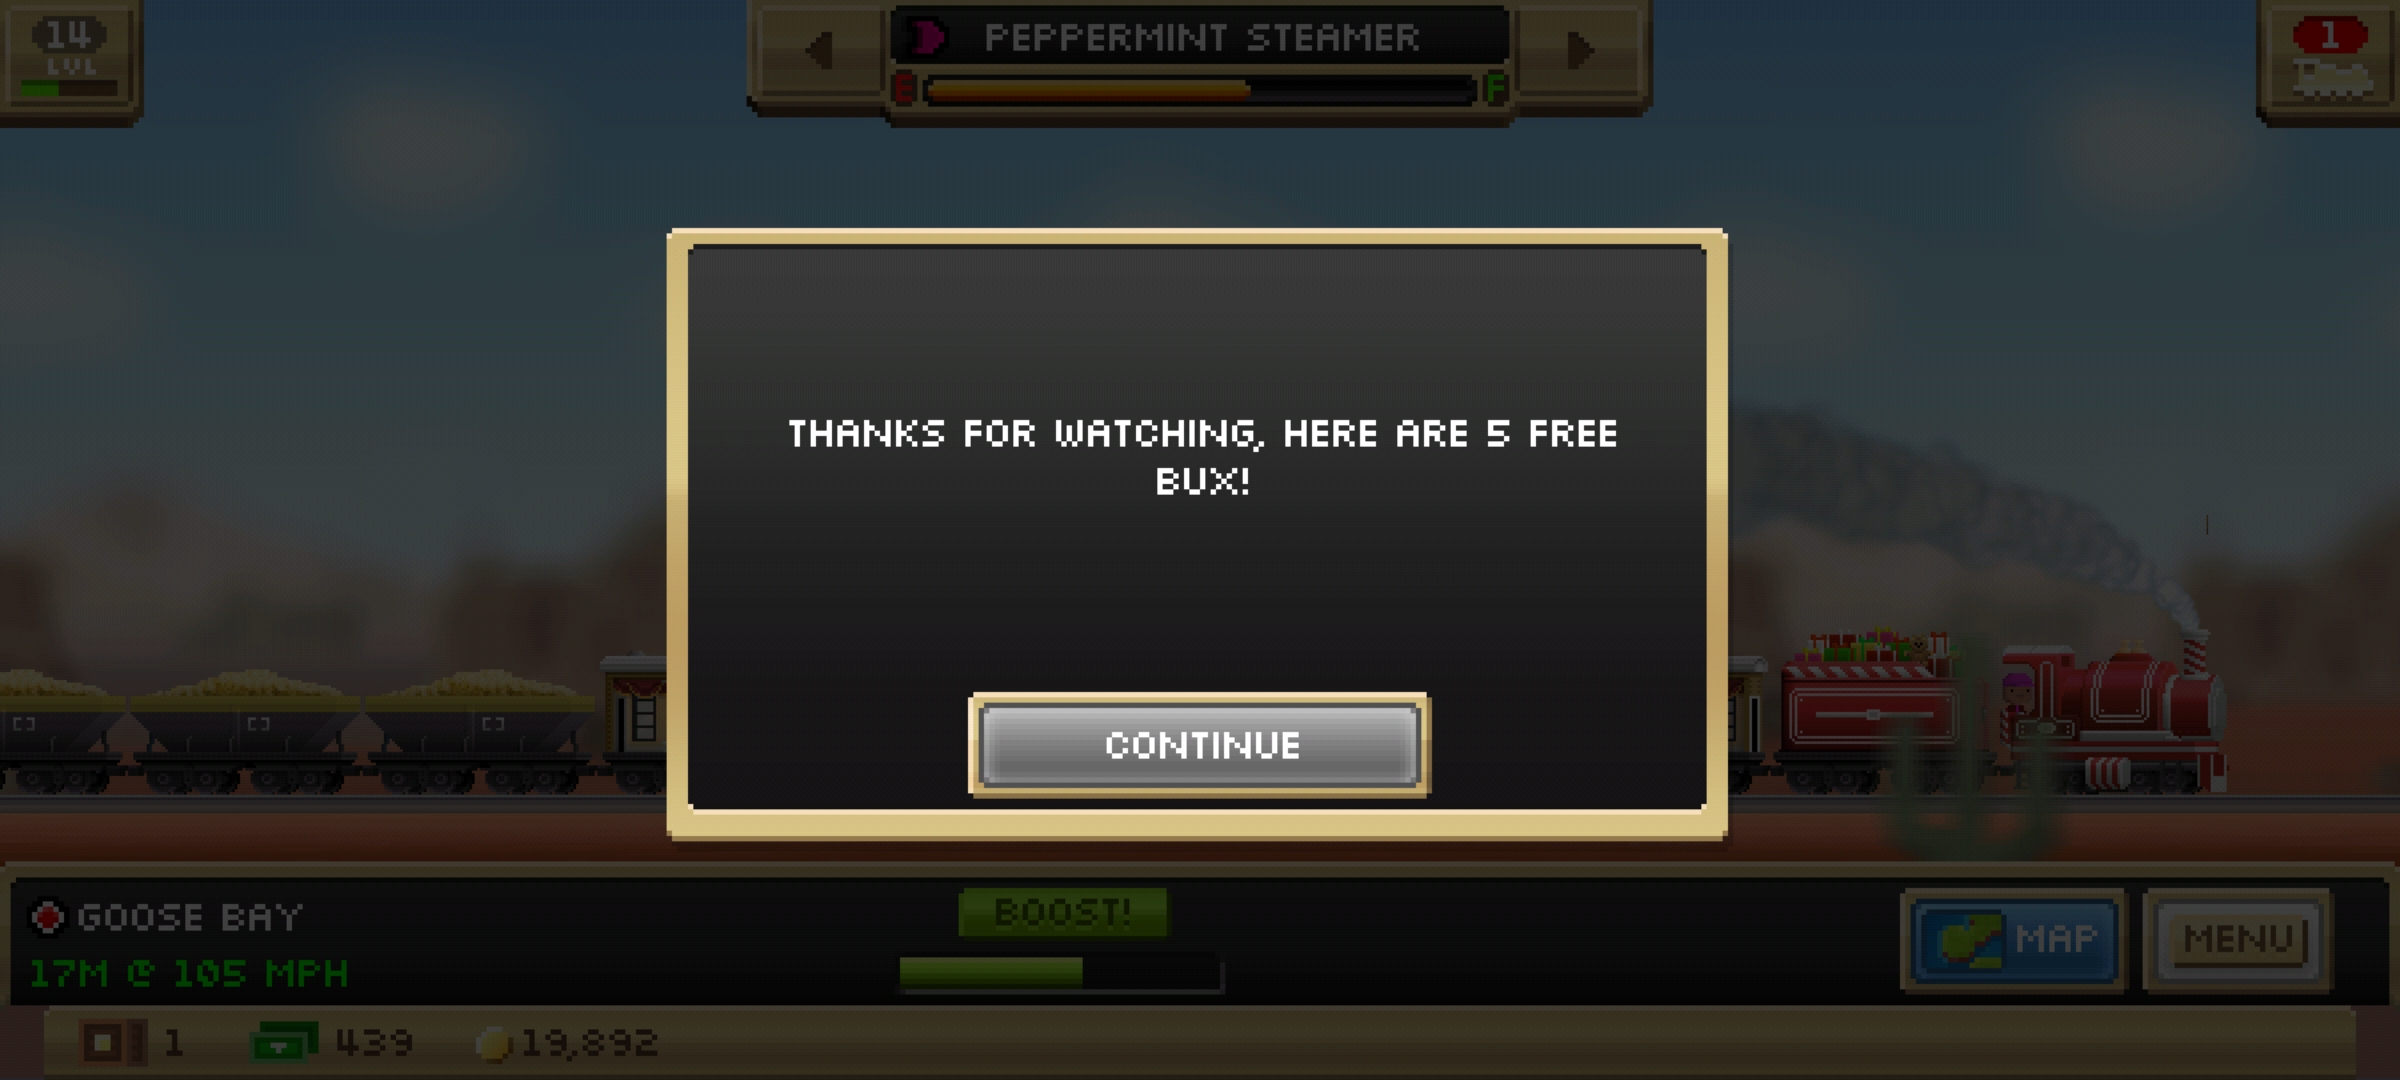 14
LVL
PEPPERMINT STEAMER
E F
1
THANKS FOR WATCHING, HERE ARE 5 FREE
BUX!
CONTINUE
GOOSE BAY
17M @ 105 MPH
BOOST!
MAP
MENU
1 439 19,892